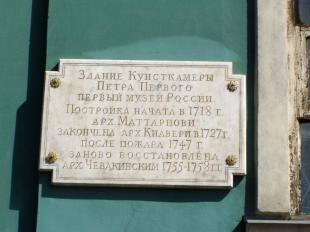 Здание Кунсткамеры
Петра Первого
первый музей России.
Постройка начата в 1718 г.
арх. Маттарнови
закончена арх. Киавери в 1727 г.
после пожара 1747 г.
заново восстановлена
арх. Чевакинским 1755-1758 г.г.